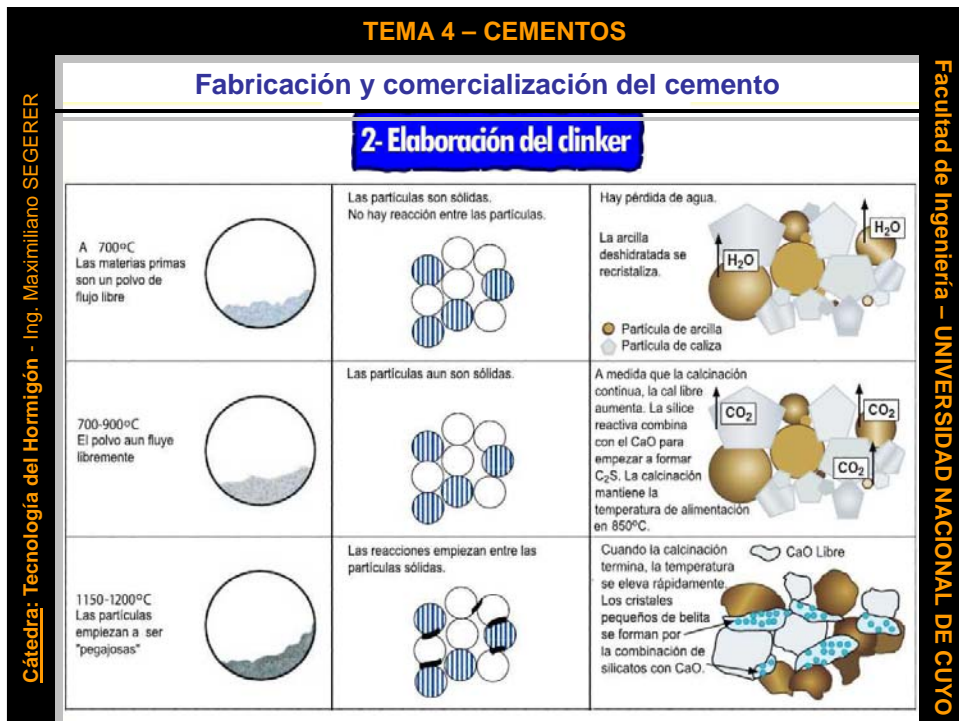 TEMA 4 – CEMENTOS
Fabricación y comercialización del cemento
2- Elaboración del clinker
A 700ºC
Las materias primas
son un polvo de
flujo libre
Las partículas son sólidas.
No hay reacción entre las partículas.
Hay pérdida de agua.
La arcilla
deshidratada se
recristaliza.
H2O
H2O
Partícula de arcilla
Partícula de caliza
700-900ºC
El polvo aun fluye
libremente
Las partículas aun son sólidas.
A medida que la calcinación
continua, la cal libre
aumenta. La sílice
reactiva combina
con el CaO para
empezar a formar
C2S. La calcinación
mantiene la
temperatura de alimentación
en 850ºC.
CO2
CO2
CO2
1150-1200ºC
Las partículas
empiezan a ser
"pegajosas"
Las reacciones empiezan entre las
partículas sólidas.
Cuando la calcinación
termina, la temperatura
se eleva rápidamente.
Los cristales
pequeños de belita
se forman por
la combinación de
silicatos con CaO.
CaO Libre
Cátedra: Tecnología del Hormigón - Ing. Maximiliano SEGERER
Facultad de Ingeniería – UNIVERSIDAD NACIONAL DE CUYO